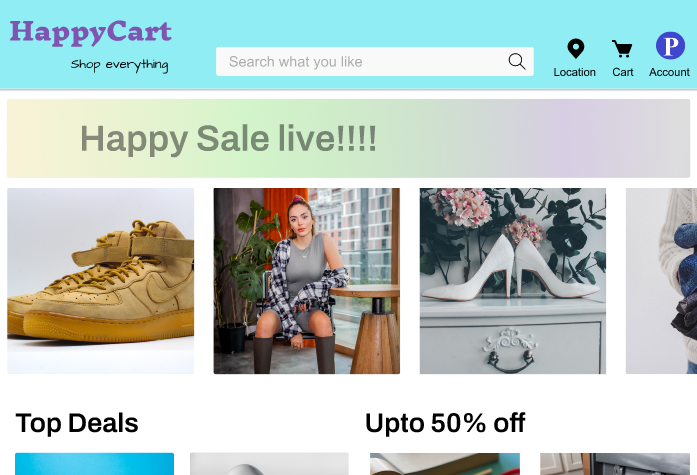 HappyCart
Shop everything
Search what you like
P
Location
Cart
Account
Happy Sale live!!!!
Top Deals
Upto 50% off